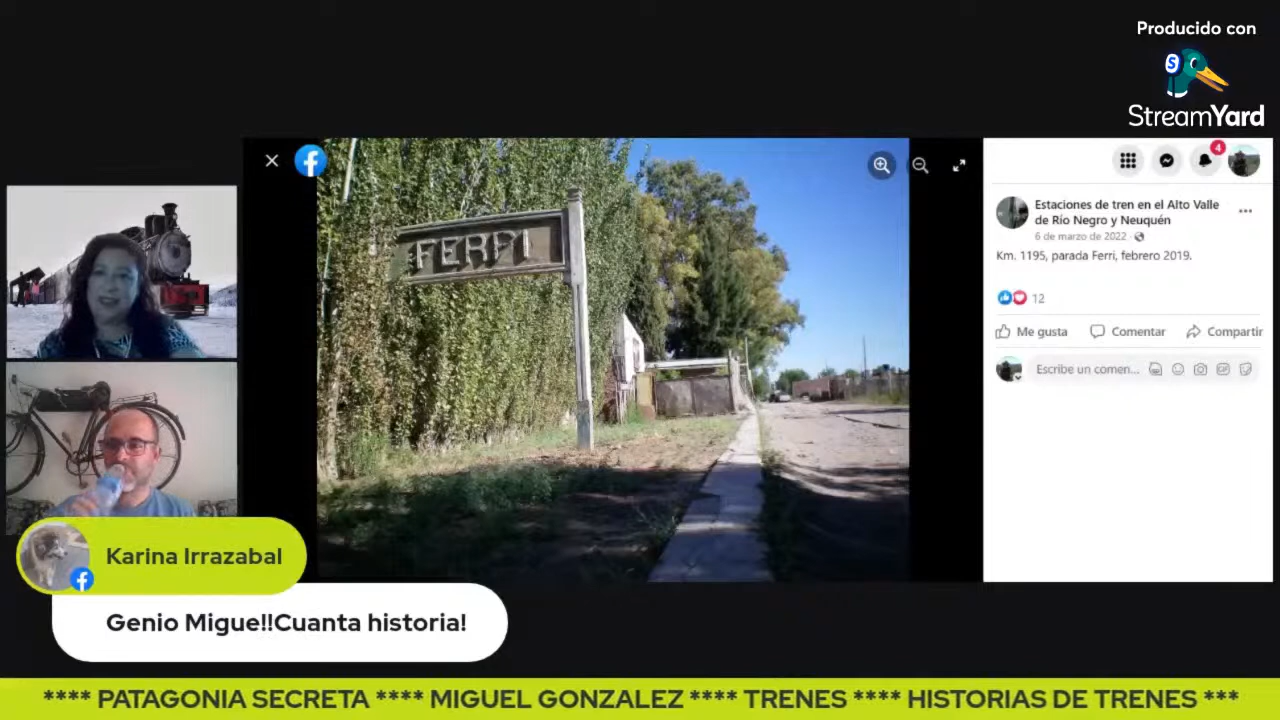 Producido con
StreamYard
FERRI
Estaciones de tren en el Alto Valle
de Río Negro y Neuquén
6 de marzo de 2022
Km. 1195, parada Ferri, febrero 2019.
12
Me gusta
Comentar
Compartir
Escribe un comen...
4
Karina Irrazabal
Genio Migue!!Cuanta historia!
**** PATAGONIA SECRETA **** MIGUEL GONZALEZ **** TRENES **** HISTORIAS DE TRENES ***